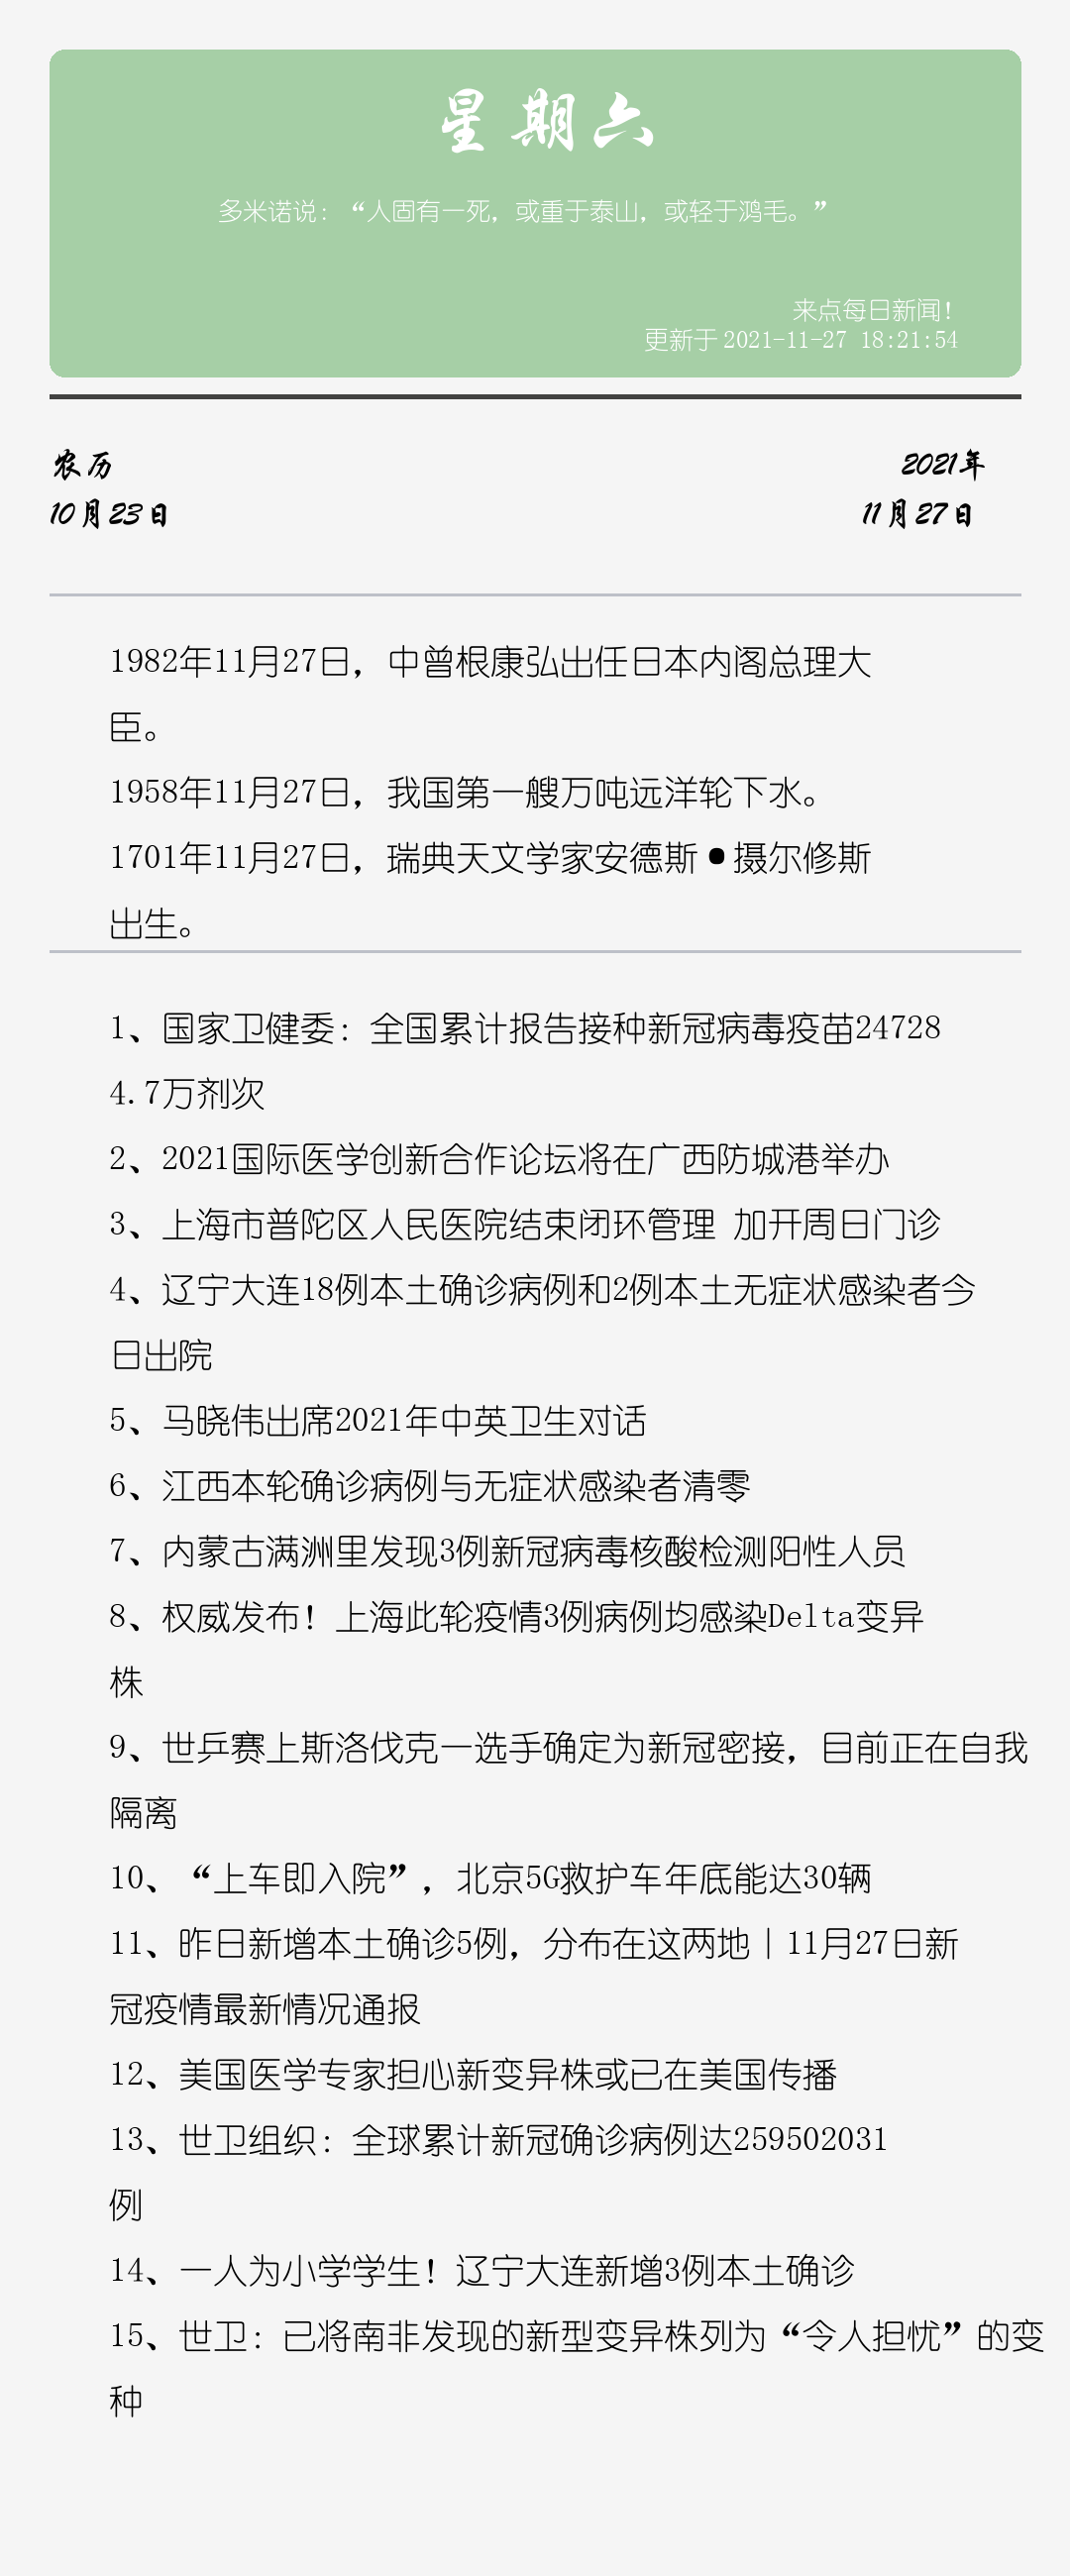 星期六
多米诺说：“人固有一死，或重于泰山，或轻于鸿毛。”
来点每日新闻！
更新于 2021-11-27 18:21:54
农历
2021年
10月23日
11月27日
1982年11月27日，中曾根康弘出任日本内阁总理大
臣。
1958年11月27日，我国第一艘万吨远洋轮下水。
1701年11月27日，瑞典天文学家安德斯•摄尔修斯
出生。
1、国家卫健委：全国累计报告接种新冠病毒疫苗24728
4.7万剂次
2、2021国际医学创新合作论坛将在广西防城港举办
3、上海市普陀区人民医院结束闭环管理 加开周日门诊
4、辽宁大连18例本土确诊病例和2例本土无症状感染者今
日出院
5、马晓伟出席2021年中英卫生对话
6、江西本轮确诊病例与无症状感染者清零
7、内蒙古满洲里发现3例新冠病毒核酸检测阳性人员
8、权威发布！上海此轮疫情3例病例均感染Delta变异
株
9、世乒赛上斯洛伐克一选手确定为新冠密接，目前正在自我
隔离
10、“上车即入院”，北京5G救护车年底能达30辆
11、昨日新增本土确诊5例，分布在这两地｜11月27日新
冠疫情最新情况通报
12、美国医学专家担心新变异株或已在美国传播
13、世卫组织：全球累计新冠确诊病例达259502031
例
14、一人为小学学生！辽宁大连新增3例本土确诊
15、世卫：已将南非发现的新型变异株列为“令人担忧”的变
种